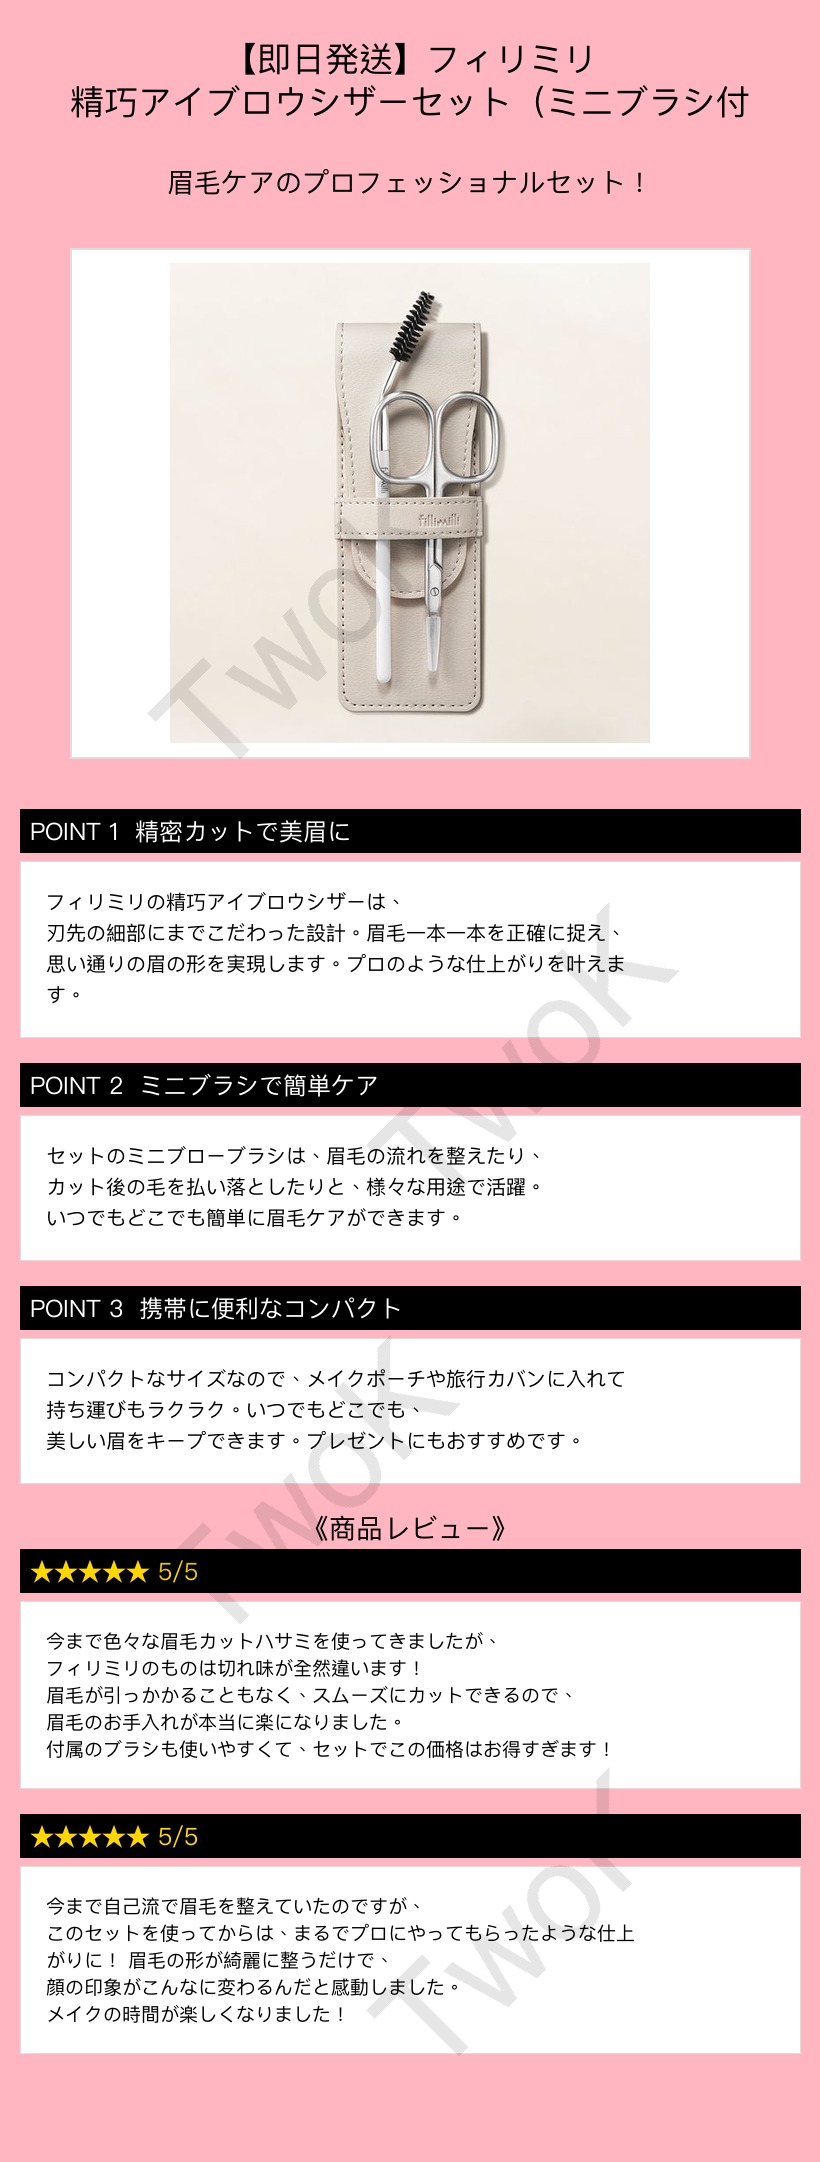 【即日発送】フィリミリ
精巧アイブロウシザーセット（ミニブラシ付
眉毛ケアのプロフェッショナルセット！
fillimilli
TwoK
POINT 1 精密カットで美眉に
フィリミリの精巧アイブロウシザーは、
刃先の細部にまでこだわった設計。眉毛一本一本を正確に捉え、
思い通りの眉の形を実現します。プロのような仕上がりを叶えま
す。
TwoK
POINT 2 ミニブラシで簡単ケア
セットのミニブローブラシは、眉毛の流れを整えたり、
カット後の毛を払い落としたりと、様々な用途で活躍。
いつでもどこでも簡単に眉毛ケアができます。
POINT 3 携帯に便利なコンパクト
コンパクトなサイズなので、メイクポーチや旅行カバンに入れて
持ち運びもラクラク。いつでもどこでも、
美しい眉をキープできます。プレゼントにもおすすめです。
TwoK
《商品レビュー》
★★★★★ 5/5
今まで色々な眉毛カットハサミを使ってきましたが、
フィリミリのものは切れ味が全然違います！
眉毛が引っかかることもなく、スムーズにカットできるので、
眉毛のお手入れが本当に楽になりました。
付属のブラシも使いやすくて、セットでこの価格はお得すぎます！
★★★★★ 5/5
今まで自己流で眉毛を整えていたのですが、
このセットを使ってからは、まるでプロにやってもらったような仕上
がりに！ 眉毛の形が綺麗に整うだけで、
顔の印象がこんなに変わるんだと感動しました。
メイクの時間が楽しくなりました！
TwoK